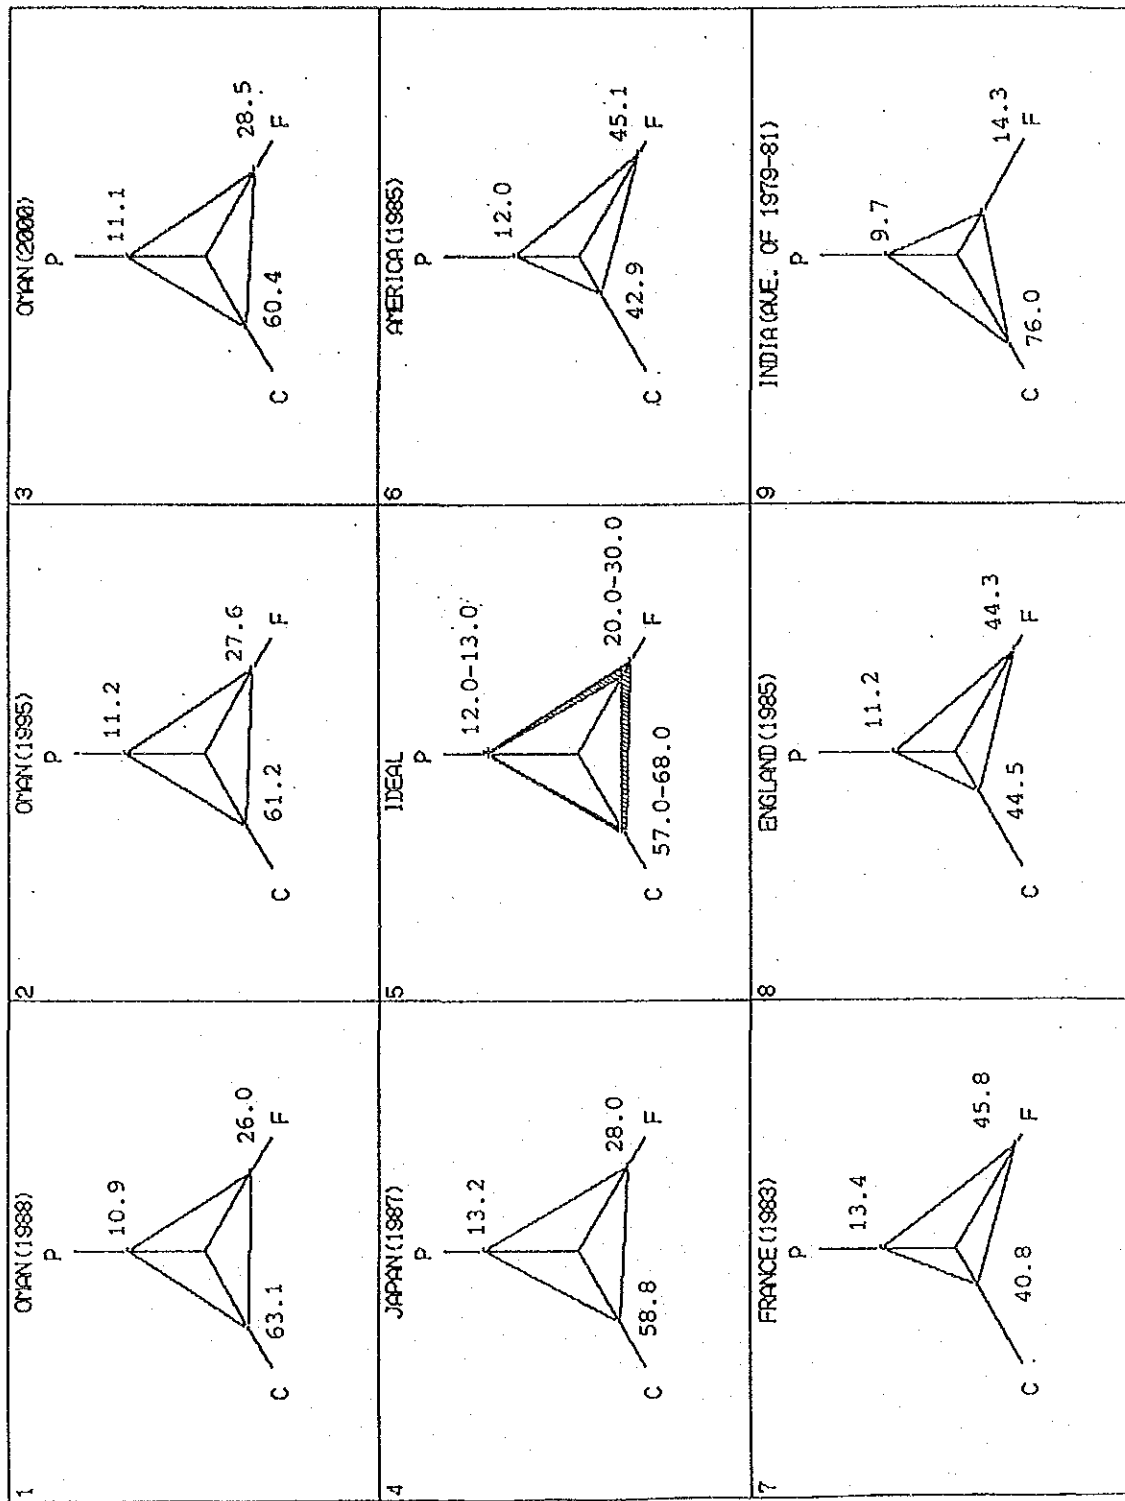 1
OMAN(1988)
P
10.9
63.1
26.0
C
F
2
OMAN(1995)
P
11.2
61.2
27.6
C
F
3
OMAN(2000)
P
11.1
60.4
28.5
C
F
4
JAPAN(1987)
P
13.2
58.8
28.0
C
F
5
IDEAL
P
12.0-13.0
57.0-68.0
20.0-30.0
C
F
6
AMERICA(1985)
P
12.0
42.9
45.1
C
F
7
FRANCE(1983)
P
13.4
40.8
45.8
C
F
8
ENGLAND(1985)
P
11.2
44.5
44.3
C
F
9
INDIA(AVE. OF 1979-81)
P
9.7
76.0
14.3
C
F